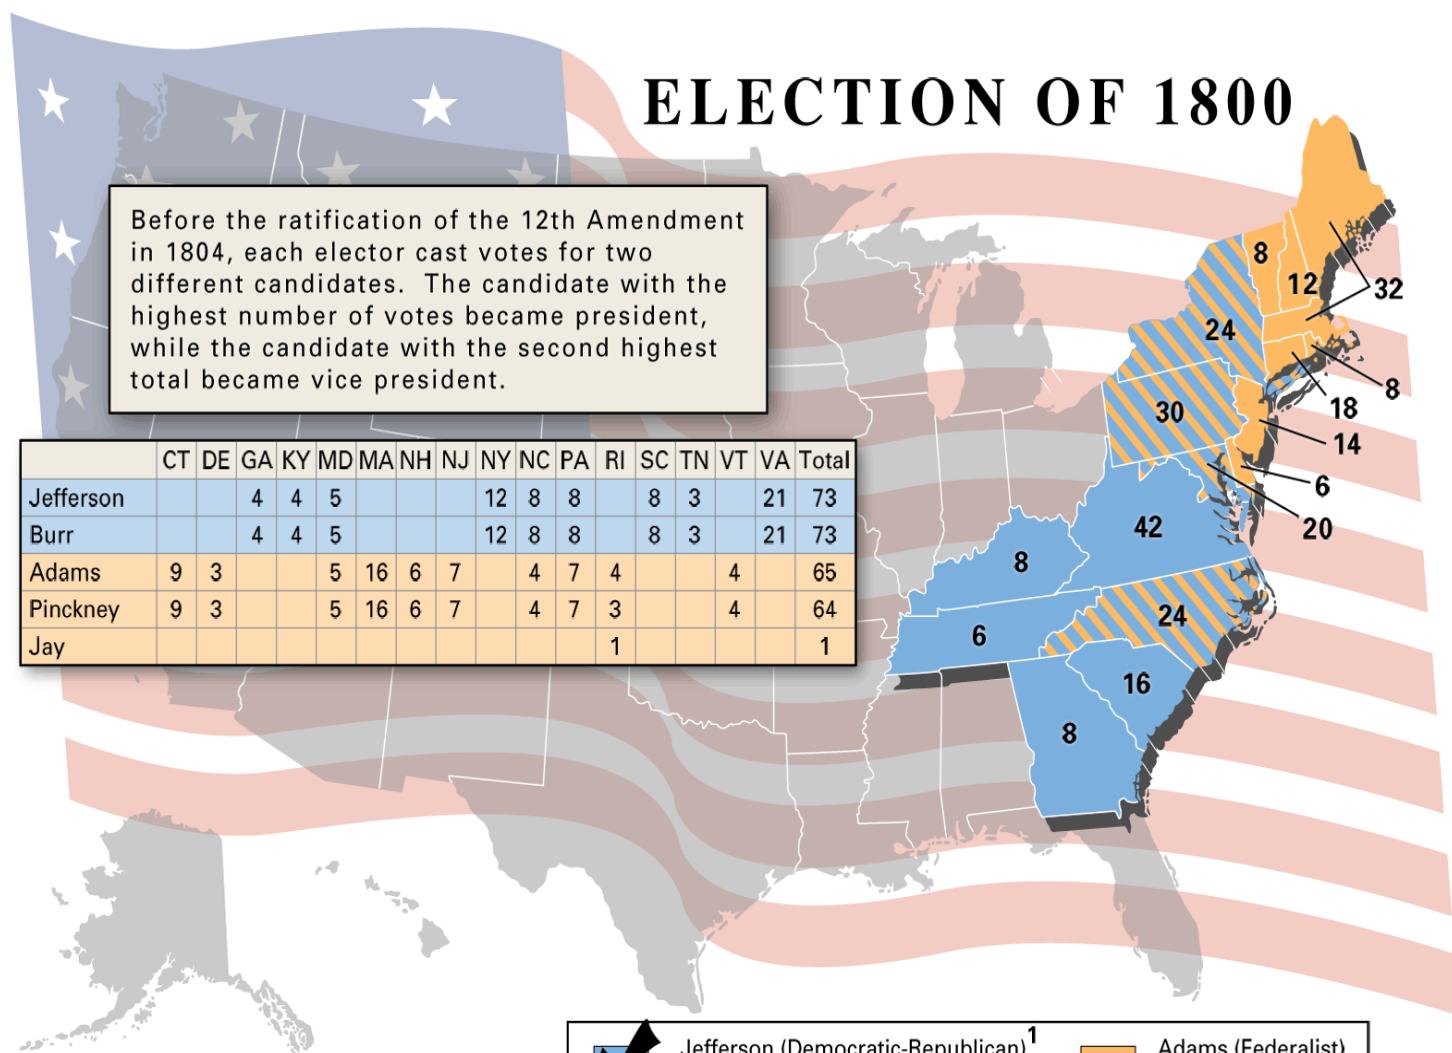 ELECTION OF 1800
Before the ratification of the 12th Amendment
in 1804, each elector cast votes for two
different candidates. The candidate with the
highest number of votes became president,
while the candidate with the second highest
total became vice president.
CT DE GA KY MD MA NH NJ NY NC PA RI SC TN VT VA Total
Jefferson 4 4 5 12 8 8 8 3 21 73
Burr 4 4 5 12 8 8 8 3 21 73
Adams 9 3 5 16 6 7 4 7 4 4 65
Pinckney 9 3 5 16 6 7 4 7 3 4 64
Jay 1 1
8
12
32
24
8
18
30
14
6
20
42
8
24
6
16
8
Jefferson (Democratic-Republican)1 Adams (Federalist)